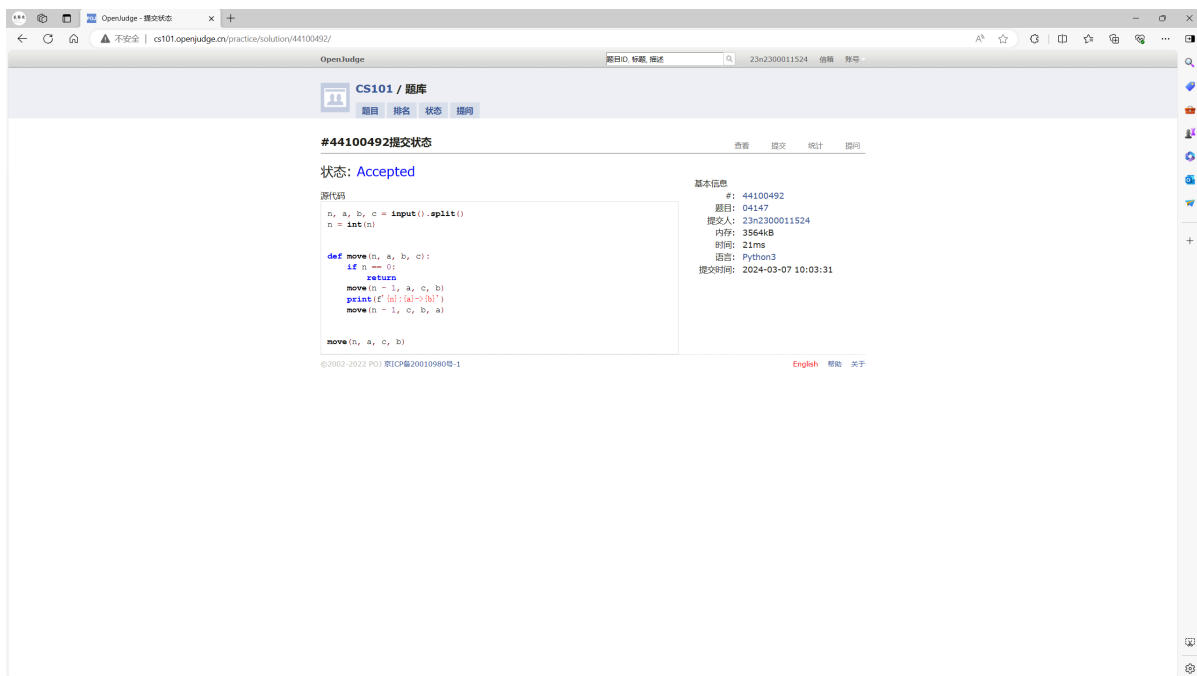 OpenJudge - 提交状态
不安全 | cs101.openjudge.cn/practice/solution/44100492/
OpenJudge 题目ID, 标题, 描述 23n2300011524 信箱 账号
CS101 / 题库
题目 排名 状态 提问
#44100492提交状态 查看 提交 统计 提问
状态: Accepted
源代码
n, a, b, c = input().split()
n = int(n)
def move(n, a, b, c):
    if n == 0:
        return
    move(n - 1, a, c, b)
    print(f'{n}:{a}->{b}')
    move(n - 1, c, b, a)
move(n, a, c, b)
基本信息
#: 44100492
题目: 04147
提交人: 23n2300011524
内存: 3564kB
时间: 21ms
语言: Python3
提交时间: 2024-03-07 10:03:31
©2002-2022 POJ 京ICP备20010980号-1 English 帮助 关于